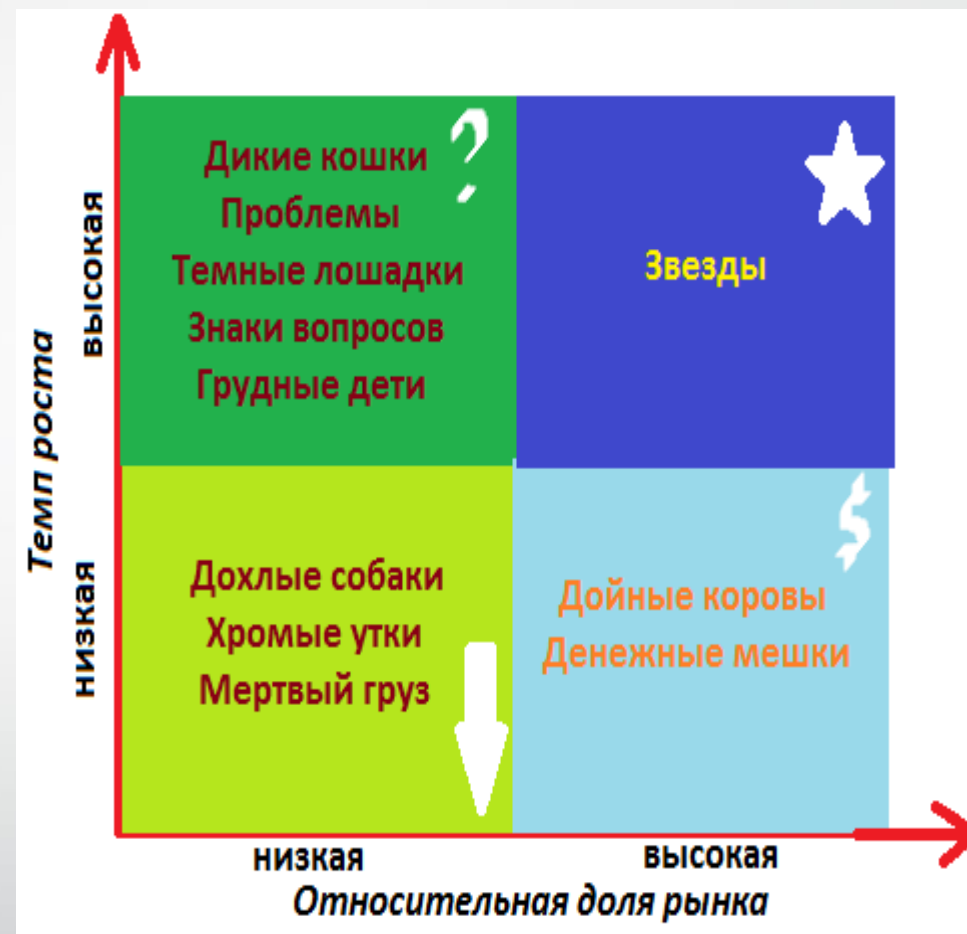 Дикие кошки
Проблемы
Темные лошадки
Знаки вопросов
Грудные дети
?
Звезды
Дохлые собаки
Хромые утки
Мертвый груз
Дойные коровы
Денежные мешки
$
Темп роста
высокая
низкая
низкая
высокая
Относительная доля рынка